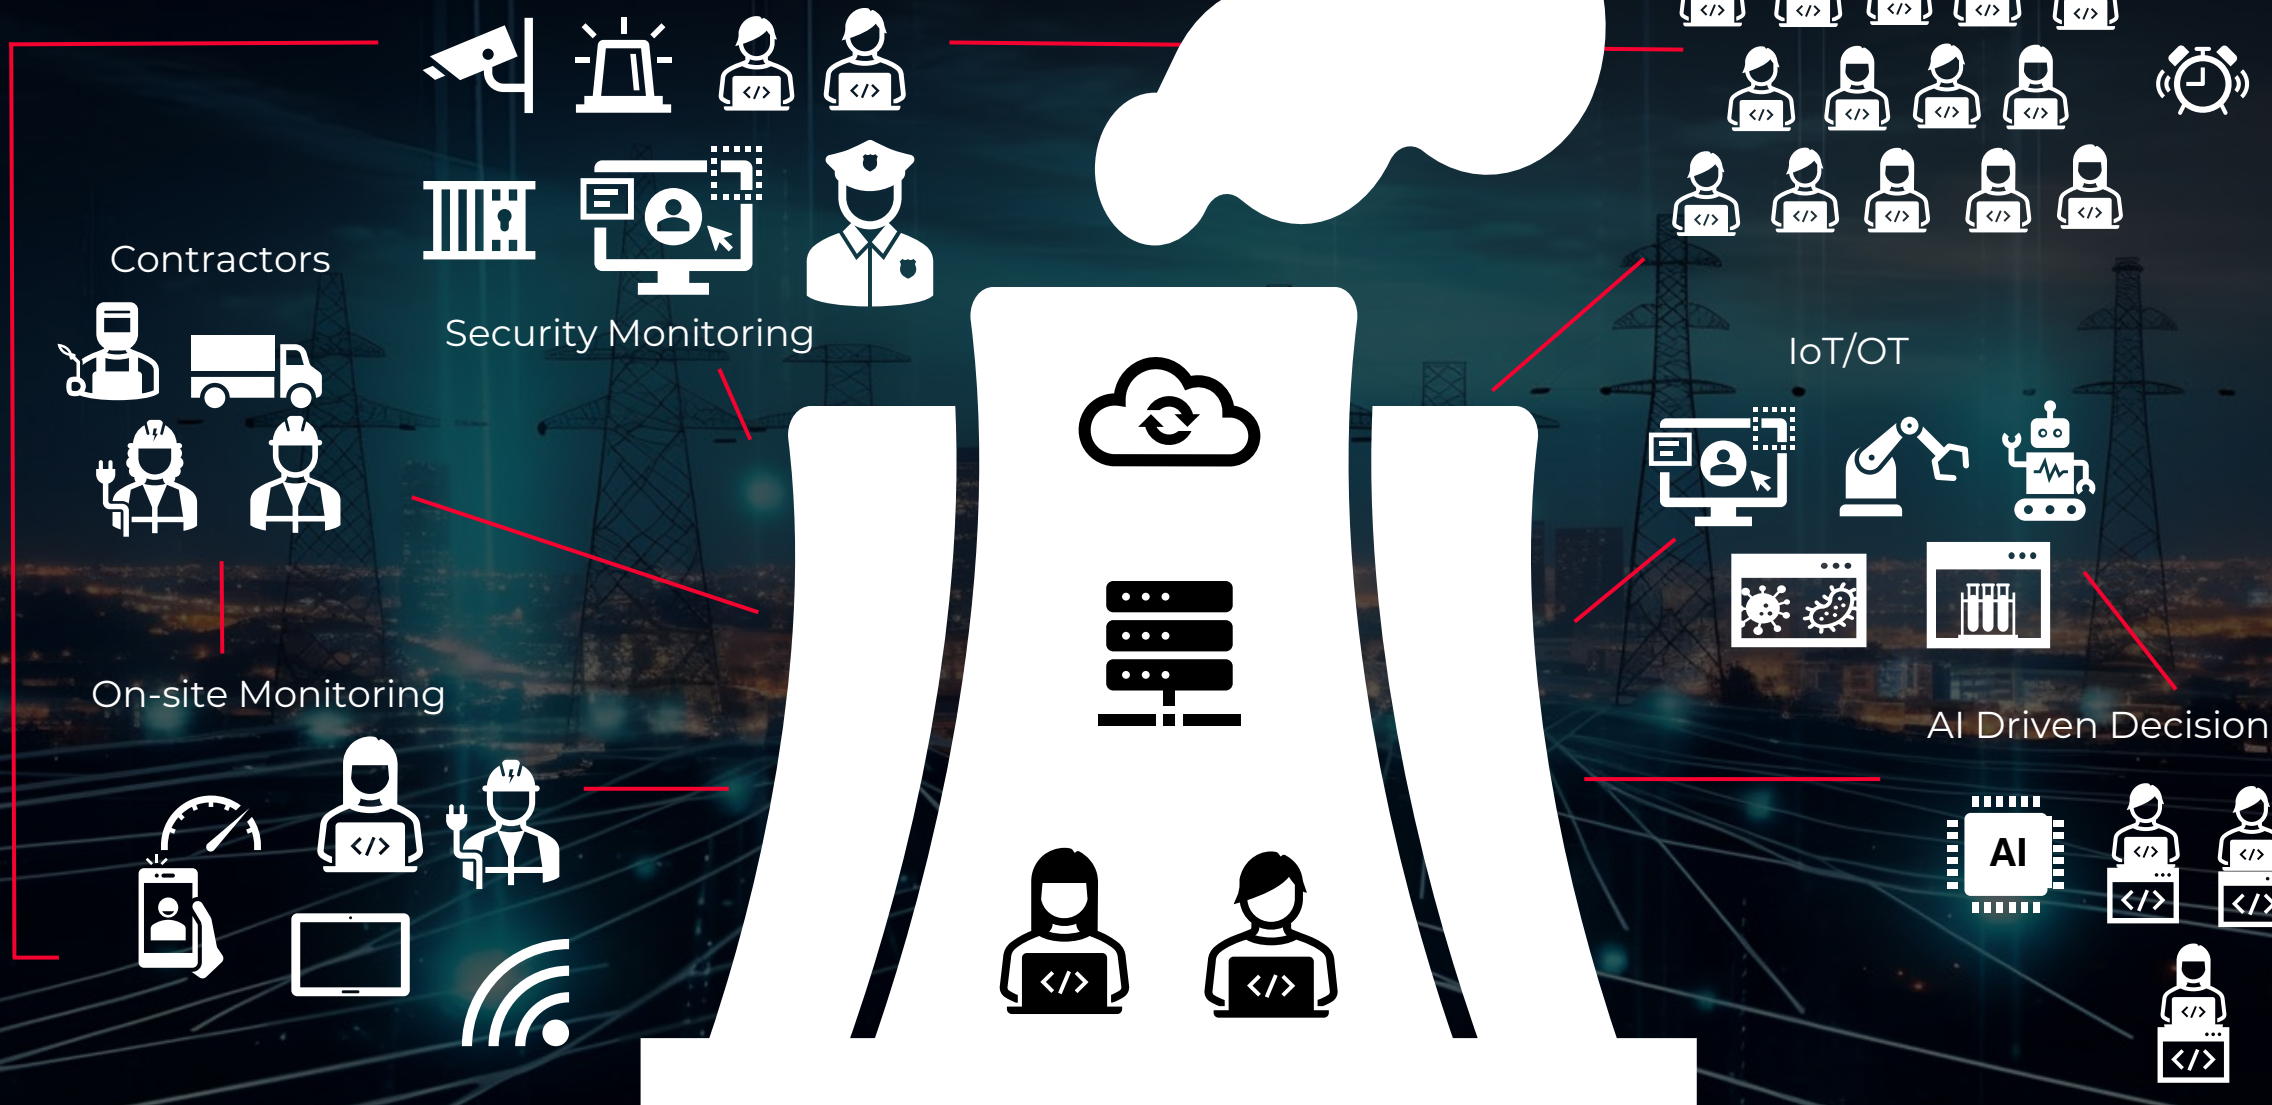 Contractors
Security Monitoring
IoT/OT
On-site Monitoring
AI Driven Decision
AI